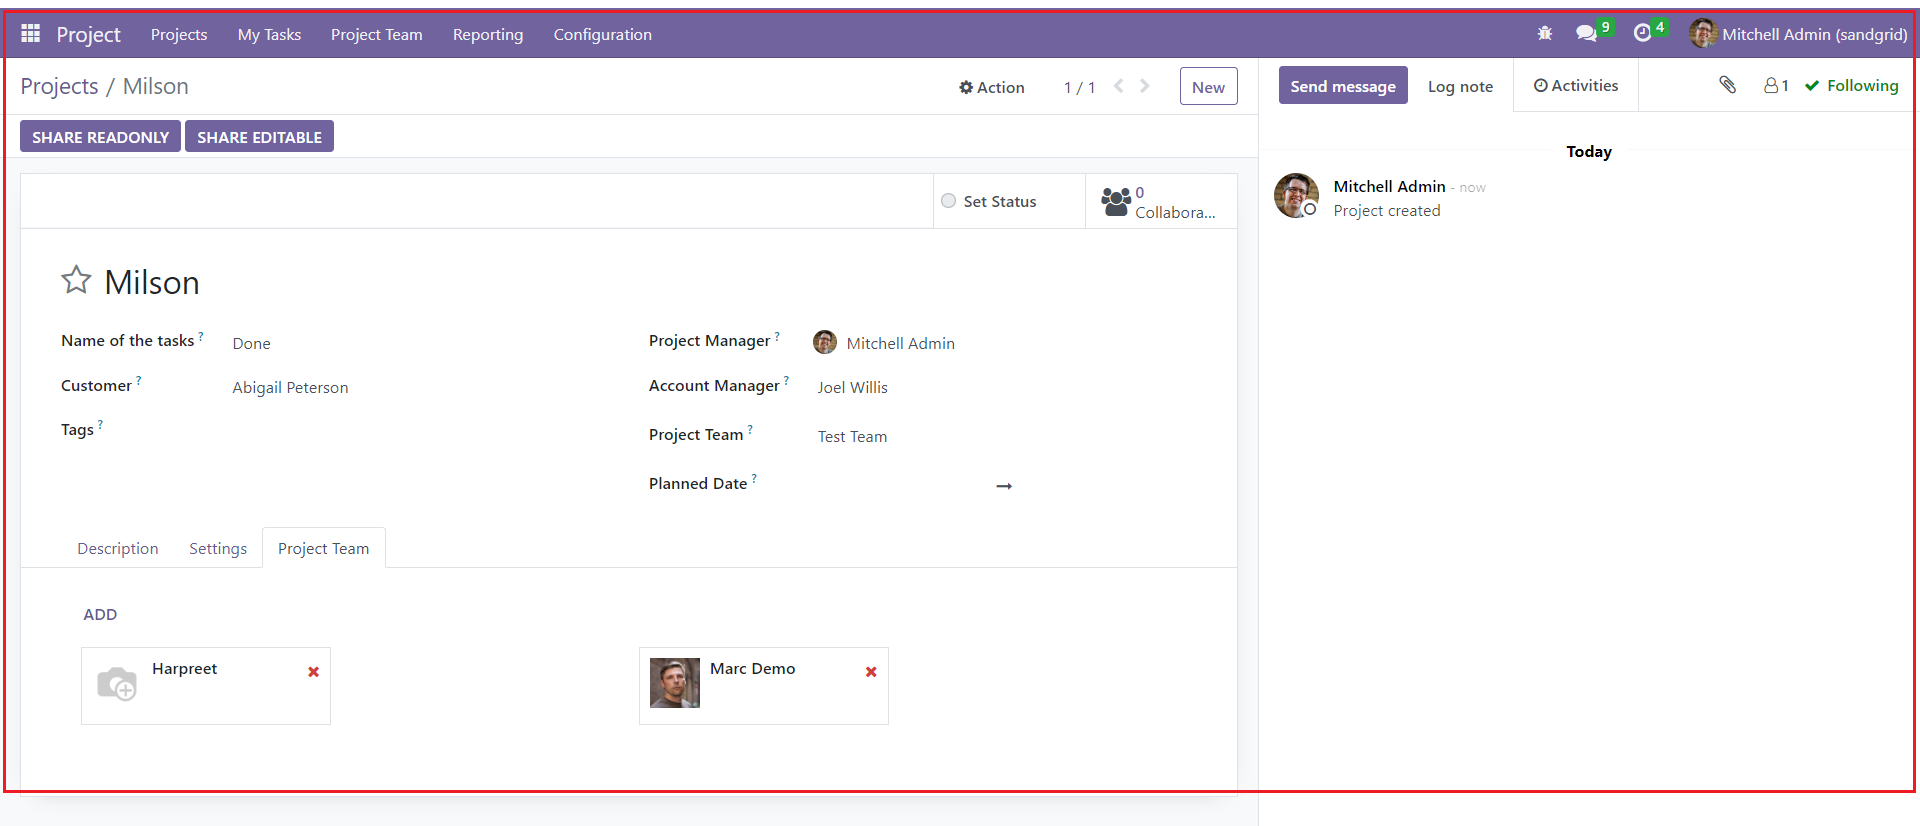 Project Projects My Tasks Project Team Reporting Configuration 9 4 Mitchell Admin (sandgrid)
Projects / Milson Action 1 / 1 New
Send message Log note Activities 1 Following
SHARE READONLY SHARE EDITABLE
Today
Mitchell Admin - now
Project created
Set Status 0 Collabora...
Milson
Name of the tasks ? Done
Customer ? Abigail Peterson
Tags ?
Project Manager ? Mitchell Admin
Account Manager ? Joel Willis
Project Team ? Test Team
Planned Date ? →
Description Settings Project Team
ADD
Harpreet
Marc Demo